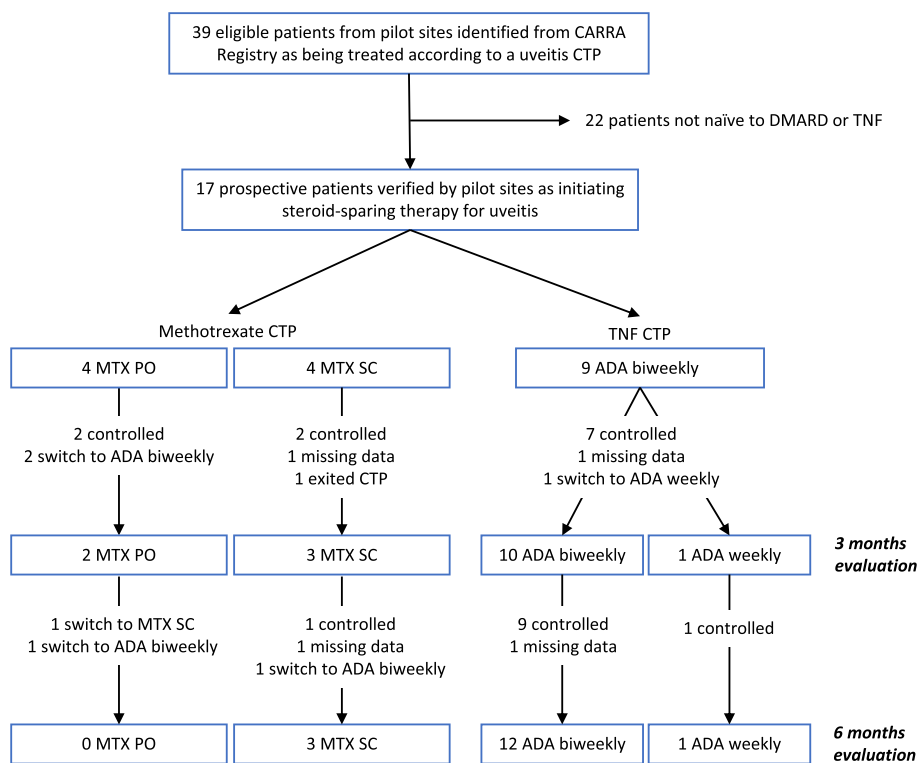 39 eligible patients from pilot sites identified from CARRA
Registry as being treated according to a uveitis CTP
22 patients not naïve to DMARD or TNF
17 prospective patients verified by pilot sites as initiating
steroid-sparing therapy for uveitis
Methotrexate CTP
TNF CTP
4 MTX PO
4 MTX SC
9 ADA biweekly
2 controlled
2 switch to ADA biweekly
2 controlled
1 missing data
1 exited CTP
7 controlled
1 missing data
1 switch to ADA weekly
2 MTX PO
3 MTX SC
10 ADA biweekly
1 ADA weekly
3 months
evaluation
1 switch to MTX SC
1 switch to ADA biweekly
1 controlled
1 missing data
1 switch to ADA biweekly
9 controlled
1 missing data
1 controlled
0 MTX PO
3 MTX SC
12 ADA biweekly
1 ADA weekly
6 months
evaluation